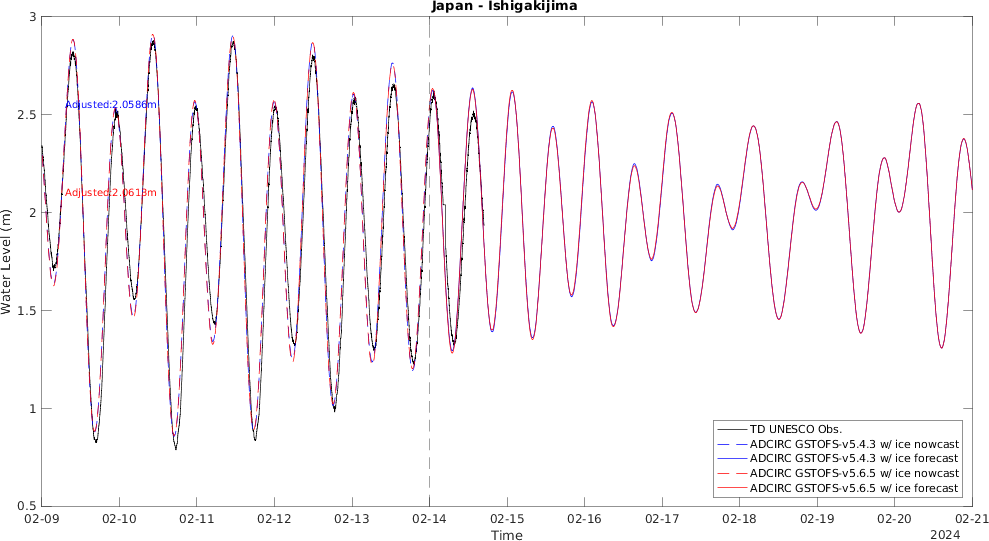 Japan - Ishigakijima
3
2.5
2
1.5
1
0.5
Water Level (m)
Adjusted:2.0586m
Adjusted:2.0613m
TD UNESCO Obs.
ADCIRC GSTOFS-v5.4.3 w/ ice nowcast
ADCIRC GSTOFS-v5.4.3 w/ ice forecast
ADCIRC GSTOFS-v5.6.5 w/ ice nowcast
ADCIRC GSTOFS-v5.6.5 w/ ice forecast
02-09 02-10 02-11 02-12 02-13 02-14 02-15 02-16 02-17 02-18 02-19 02-20 02-21
Time
2024